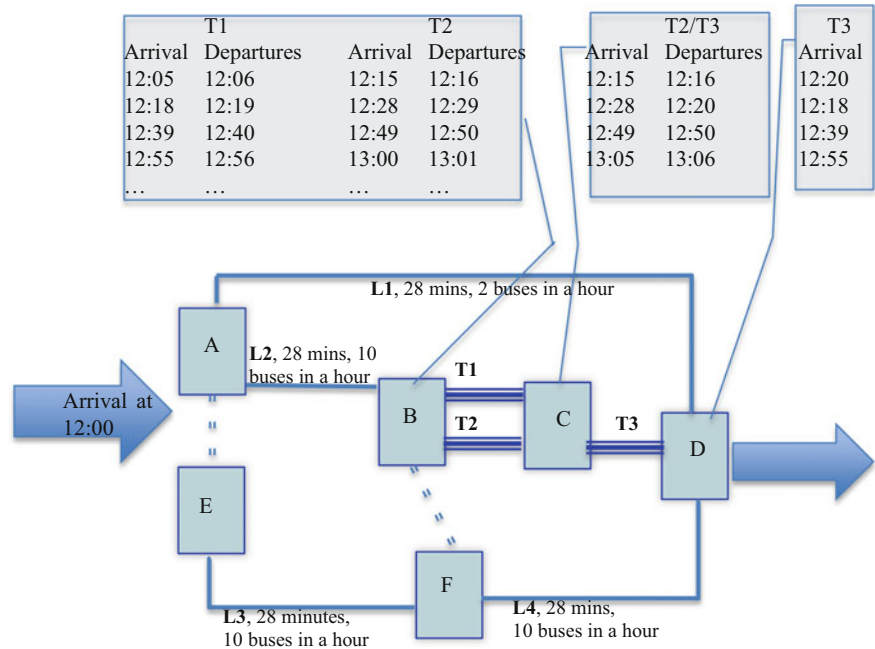 T1 T2
Arrival Departures Arrival Departures
12:05 12:06 12:15 12:16
12:18 12:19 12:28 12:29
12:39 12:40 12:49 12:50
12:55 12:56 13:00 13:01
… … … …
T2/T3
Arrival Departures
12:15 12:16
12:28 12:20
12:49 12:50
13:05 13:06
T3
Arrival
12:20
12:18
12:39
12:55
L1, 28 mins, 2 buses in a hour
A
L2, 28 mins, 10
buses in a hour
T1
Arrival at
12:00
B
T2
C
T3
D
E
F
L3, 28 minutes,
10 buses in a hour
L4, 28 mins,
10 buses in a hour